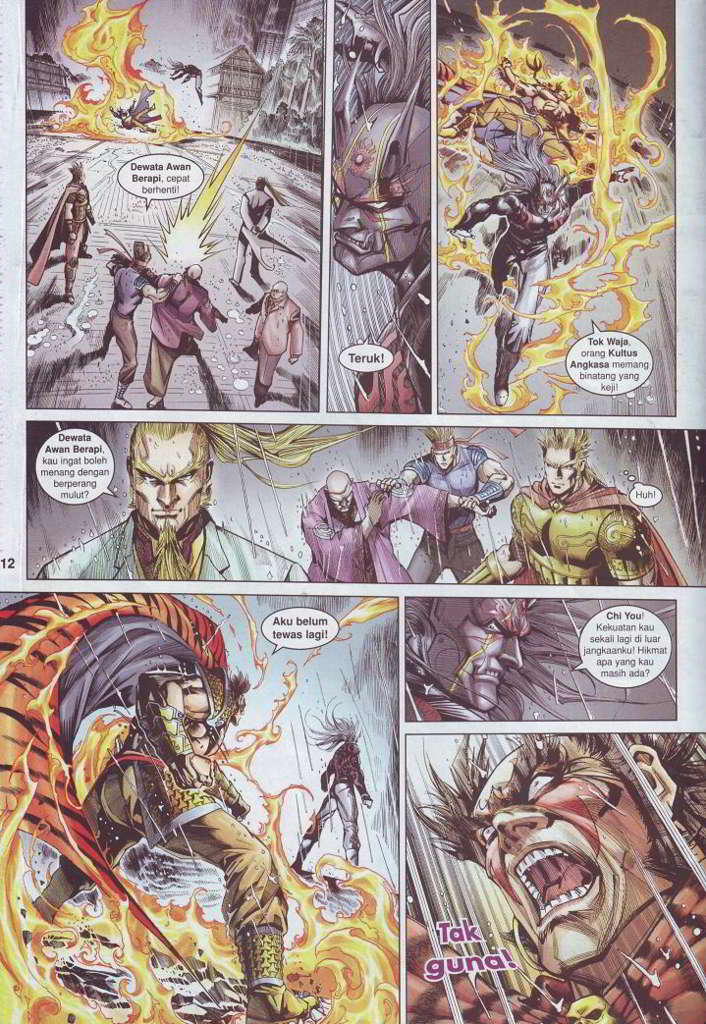 Dewata Awan
Berapi, cepat
berhenti!
Teruk!
Tok Waja,
orang Kultus
Angkasa memang
binatang yang
keji!
Dewata
Awan Berapi,
kau ingat boleh
menang dengan
berperang
mulut?
Huh!
12
Aku belum
tewas lagi!
Chi You!
Kekuatan kau
sekali lagi di luar
jangkaanku! Hikmat
apa yang kau
masih ada?
Tak
guna!